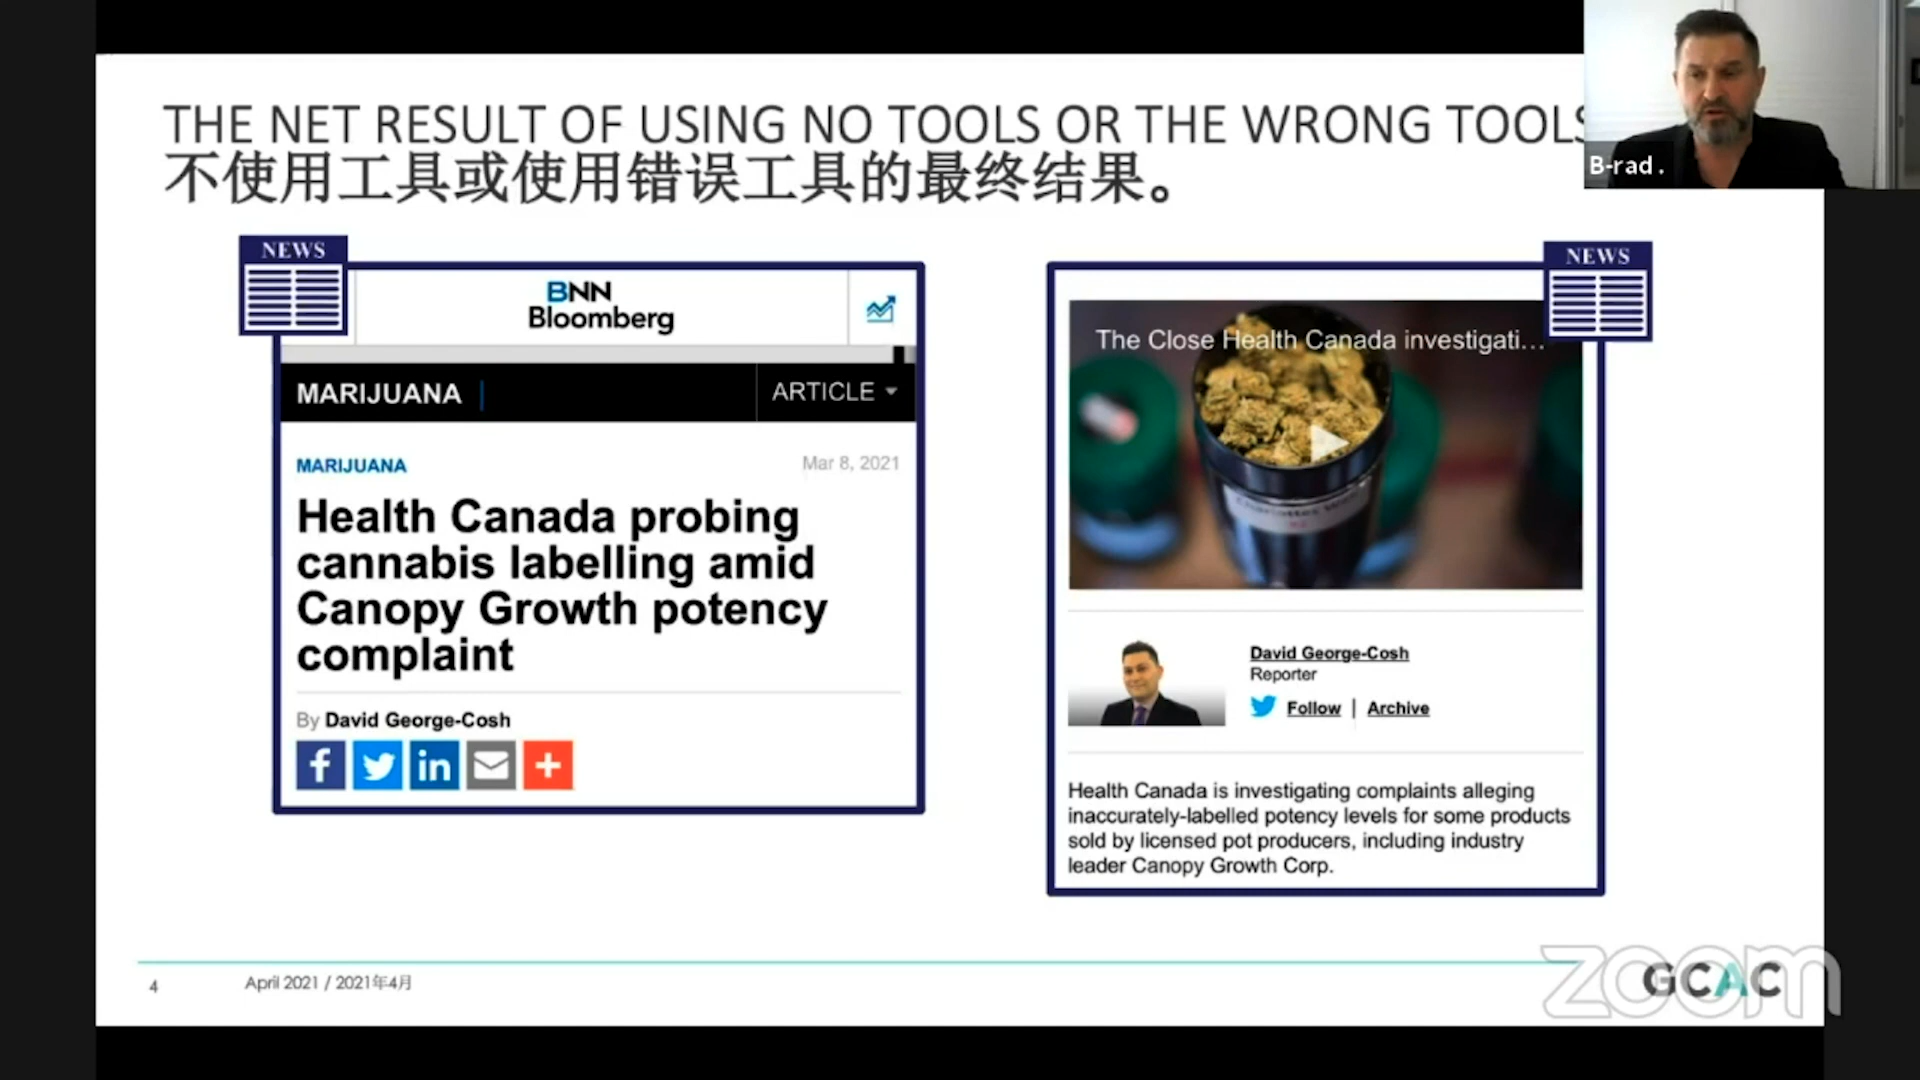 THE NET RESULT OF USING NO TOOLS OR THE WRONG TOOLS
不使用工具或使用错误工具的最终结果。
B-rad .
NEWS
BNN
Bloomberg
MARIJUANA
ARTICLE
MARIJUANA
Mar 8, 2021
Health Canada probing
cannabis labelling amid
Canopy Growth potency
complaint
By David George-Cosh
NEWS
The Close Health Canada investigati...
David George-Cosh
Reporter
Follow | Archive
Health Canada is investigating complaints alleging
inaccurately-labelled potency levels for some products
sold by licensed pot producers, including industry
leader Canopy Growth Corp.
4
April 2021 / 2021年4月
GCAC
zoom